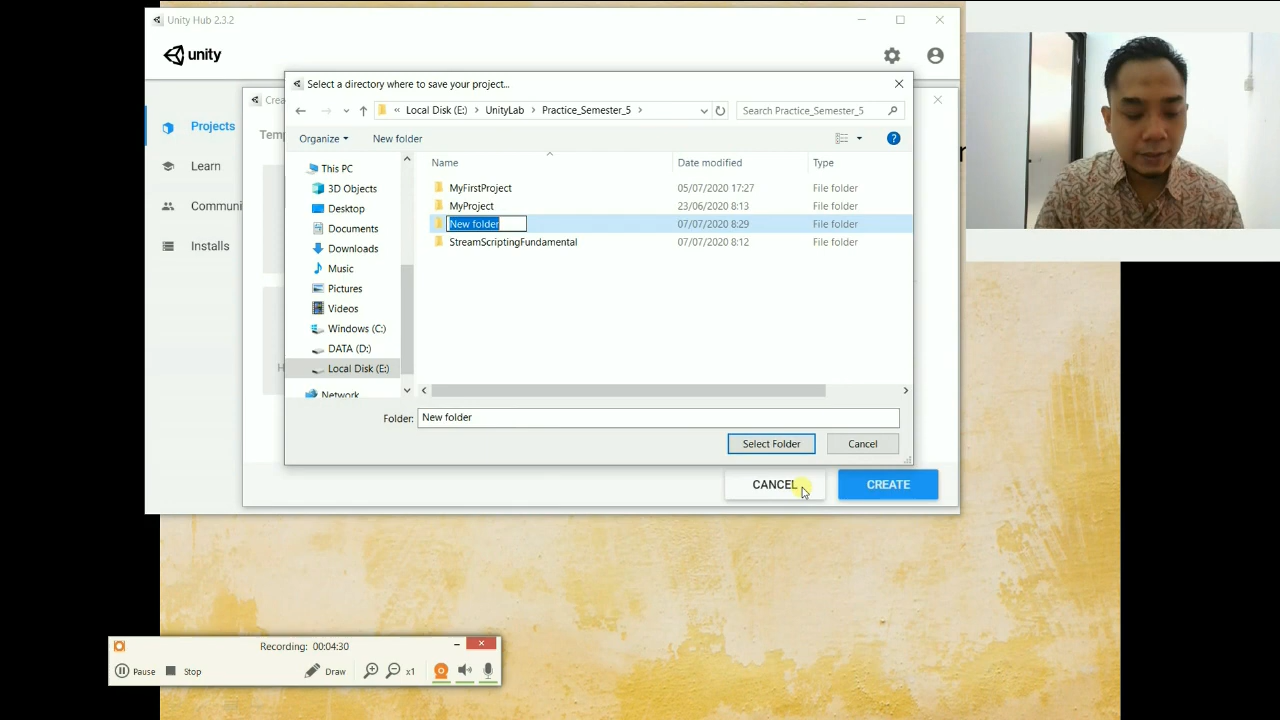 Unity Hub 2.3.2
unity
Select a directory where to save your project...
Local Disk (E:) > UnityLab > Practice_Semester_5 >
Search Practice_Semester_5
Organize
New folder
Projects
Learn
Communi
Installs
Crea
Temp
This PC
3D Objects
Desktop
Documents
Downloads
Music
Pictures
Videos
Windows (C:)
DATA (D:)
Local Disk (E:)
Network
Name Date modified Type
MyFirstProject 05/07/2020 17:27 File folder
MyProject 23/06/2020 8:13 File folder
New folder 07/07/2020 8:29 File folder
StreamScriptingFundamental 07/07/2020 8:12 File folder
H
r
Folder: New folder
Select Folder Cancel
CANCEL CREATE
Recording: 00:04:30
Pause Stop Draw x1